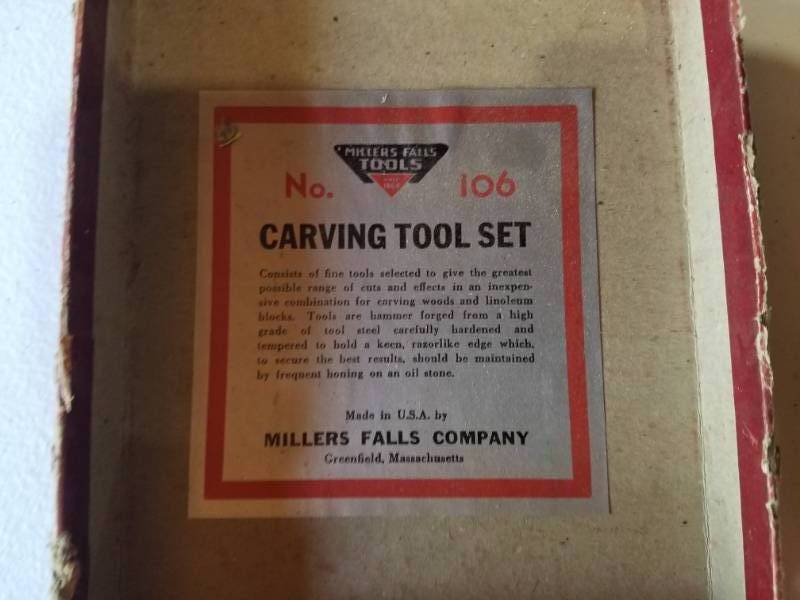 MILLERS FALLS
TOOLS
SINCE
1868
No. 106
CARVING TOOL SET
Consists of fine tools selected to give the greatest
possible range of cuts and effects in an inexpen-
sive combination for carving woods and linoleum
blocks. Tools are hammer forged from a high
grade of tool steel carefully hardened and
tempered to hold a keen, razorlike edge which,
to secure the best results, should be maintained
by frequent honing on an oil stone.
Made in U.S.A. by
MILLERS FALLS COMPANY
Greenfield, Massachusetts